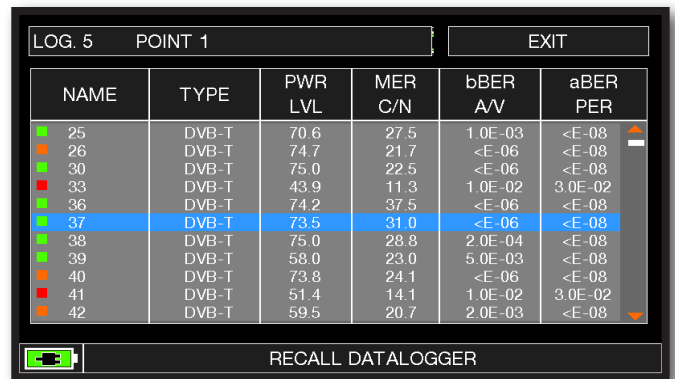 LOG. 5 POINT 1 EXIT
NAME TYPE PWR LVL MER C/N bBER A/V aBER PER
25 DVB-T 70.6 27.5 1.0E-03 <E-08
26 DVB-T 74.7 21.7 <E-06 <E-08
30 DVB-T 75.0 22.5 <E-06 <E-08
33 DVB-T 43.9 11.3 1.0E-02 3.0E-02
36 DVB-T 74.2 37.5 <E-06 <E-08
37 DVB-T 73.5 31.0 <E-06 <E-08
38 DVB-T 75.0 28.8 2.0E-04 <E-08
39 DVB-T 58.0 23.0 5.0E-03 <E-08
40 DVB-T 73.8 24.1 <E-06 <E-08
41 DVB-T 51.4 14.1 1.0E-02 3.0E-02
42 DVB-T 59.5 20.7 2.0E-03 <E-08
RECALL DATALOGGER